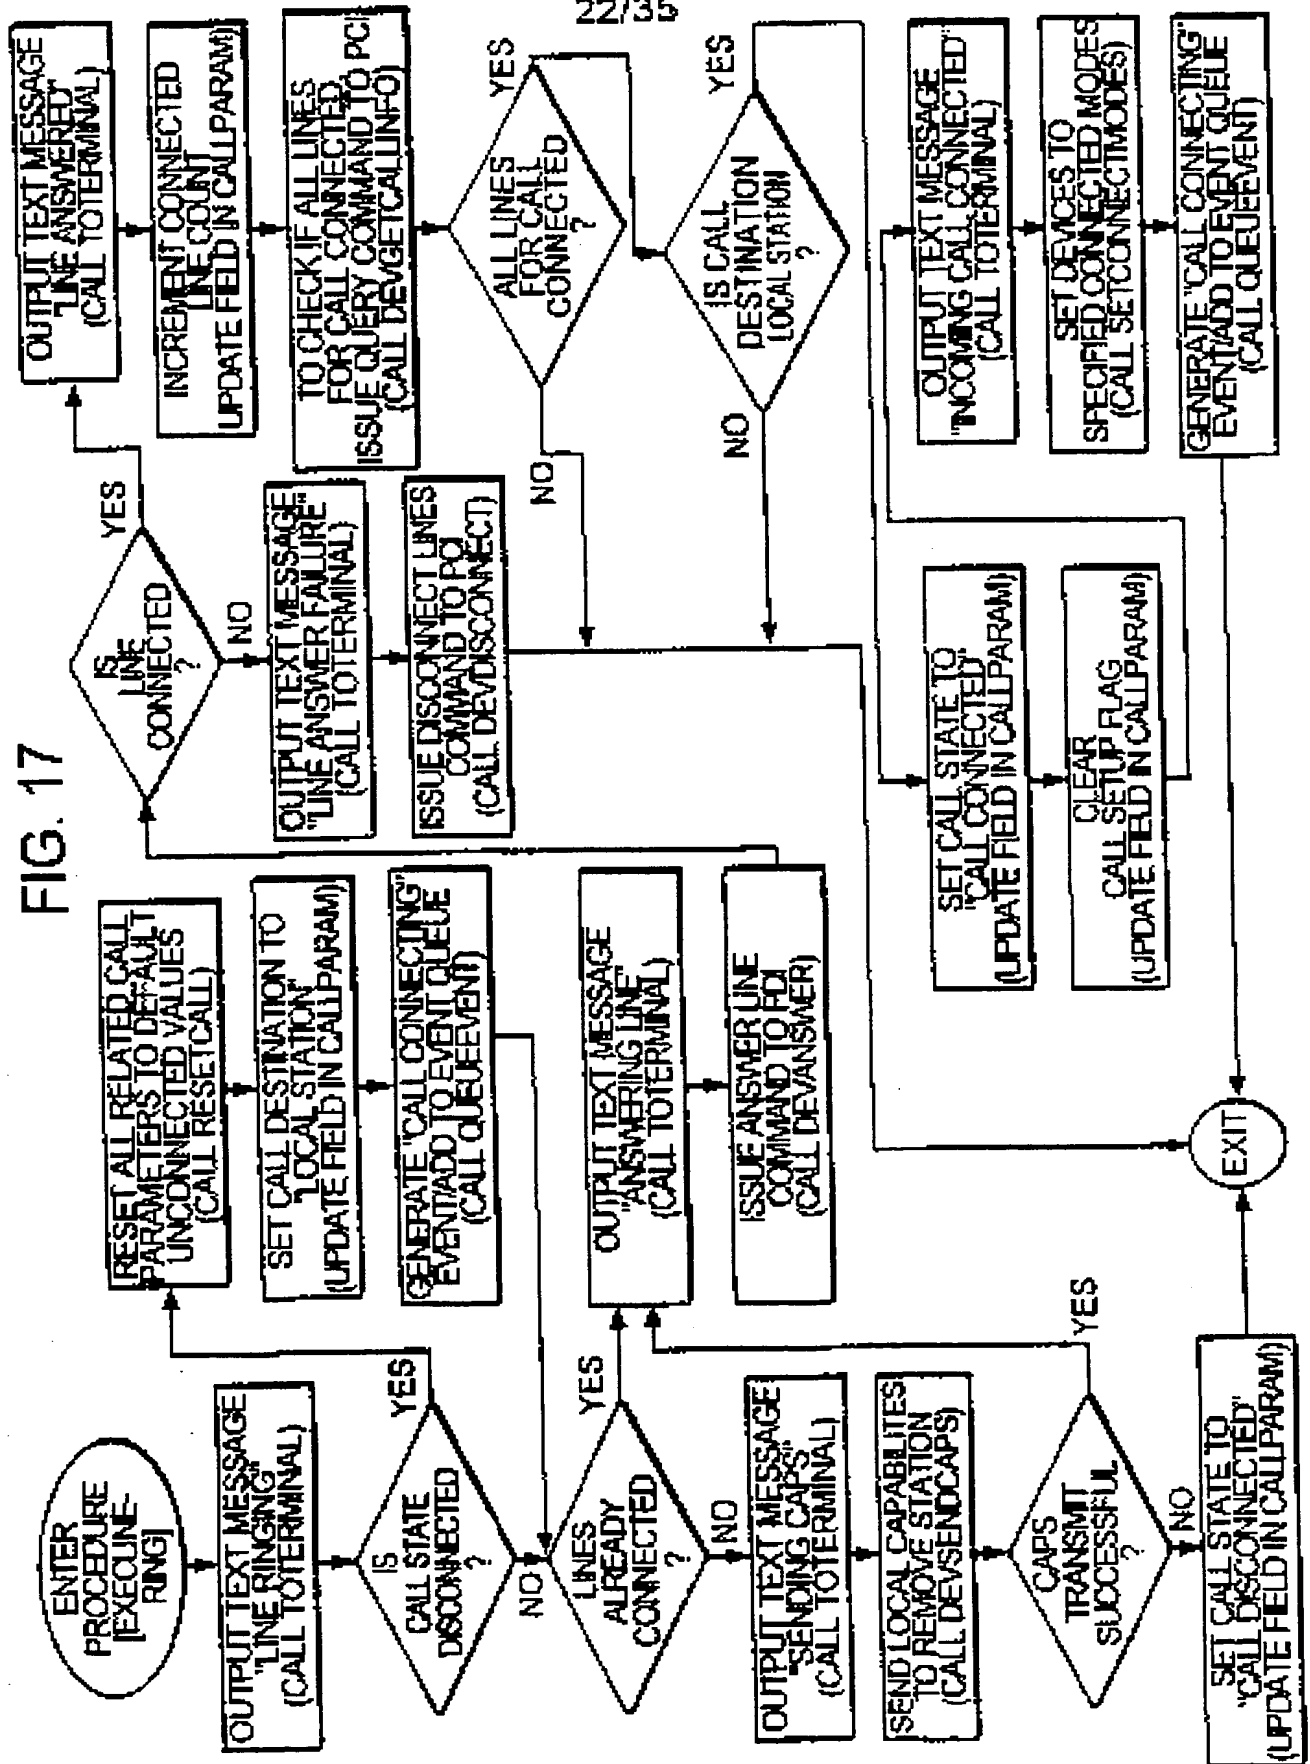 22/35
FIG. 17
ENTER
PROCEDURE
[EXECLINE-
RING]
OUTPUT TEXT MESSAGE
"LINE RINGING"
(CALL TOTERMINAL)
IS
CALL STATE
DISCONNECTED
?
YES
NO
RESET ALL RELATED CALL
PARAMETERS TO DEFAULT
UNCONNECTED VALUES
(CALL RESETCALL)
SET CALL DESTINATION TO
"LOCAL STATION"
(UPDATE FIELD IN CALLPARAM)
GENERATE "CALL CONNECTING"
EVENT/ADD TO EVENT QUEUE
(CALL QUEUEEVENT)
LINES
ALREADY
CONNECTED
?
YES
NO
OUTPUT TEXT MESSAGE
"SENDING CAPS"
(CALL TOTERMINAL)
SEND LOCAL CAPABILITES
TO REMOVE STATION
(CALL DEVSENDCAPS)
CAPS
TRANSMIT
SUCCESSFUL
?
YES
NO
SET CALL STATE TO
"CALL DISCONNECTED"
(UPDATE FIELD IN CALLPARAM)
OUTPUT TEXT MESSAGE
"ANSWERING LINE"
(CALL TOTERMINAL)
ISSUE ANSWER LINE
COMMAND TO PCI
(CALL DEVANSWER)
IS
LINE
CONNECTED
?
YES
NO
OUTPUT TEXT MESSAGE
"LINE ANSWER FAILURE"
(CALL TOTERMINAL)
ISSUE DISCONNECT LINES
COMMAND TO PCI
(CALL DEVDISCONNECT)
OUTPUT TEXT MESSAGE
"LINE ANSWERED"
(CALL TOTERMINAL)
INCREMENT CONNECTED
LINE COUNT
UPDATE FIELD IN CALLPARAM)
TO CHECK IF ALL LINES
FOR CALL CONNECTED,
ISSUE QUERY COMMAND TO PCI
(CALL DEVGETCALLINFO)
ALL LINES
FOR CALL
CONNECTED
?
YES
NO
IS CALL
DESTINATION
LOCAL STATION
?
YES
NO
SET CALL STATE TO
"CALL CONNECTED"
(UPDATE FIELD IN CALLPARAM)
CLEAR
CALL SETUP FLAG
(UPDATE FIELD IN CALLPARAM)
OUTPUT TEXT MESSAGE
"INCOMING CALL CONNECTED"
(CALL TOTERMINAL)
SET DEVICES TO
SPECIFIED CONNECTED MODES
(CALL SETCONNECTMODES)
GENERATE "CALL CONNECTING"
EVENT/ADD TO EVENT QUEUE
(CALL QUEUEEVENT)
EXIT